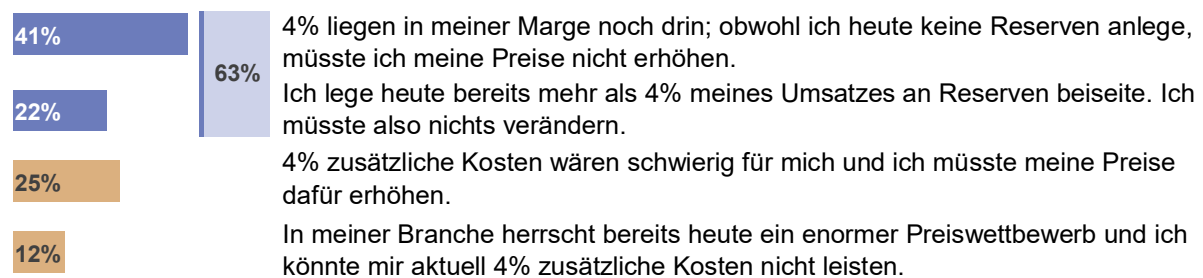 41%
4% liegen in meiner Marge noch drin; obwohl ich heute keine Reserven anlege,
müsste ich meine Preise nicht erhöhen.
63%
22%
Ich lege heute bereits mehr als 4% meines Umsatzes an Reserven beiseite. Ich
müsste also nichts verändern.
25%
4% zusätzliche Kosten wären schwierig für mich und ich müsste meine Preise
dafür erhöhen.
12%
In meiner Branche herrscht bereits heute ein enormer Preiswettbewerb und ich
könnte mir aktuell 4% zusätzliche Kosten nicht leisten.